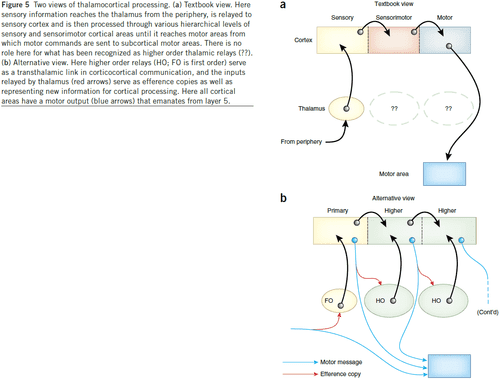 Figure 5 Two views of thalamocortical processing. (a) Textbook view. Here
sensory information reaches the thalamus from the periphery, is relayed to
sensory cortex and is then processed through various hierarchical levels of
sensory and sensorimotor cortical areas until it reaches motor areas from
which motor commands are sent to subcortical motor areas. There is no
role here for what has been recognized as higher order thalamic relays (??).
(b) Alternative view. Here higher order relays (HO; FO is first order) serve
as a transthalamic link in corticocortical communication, and the inputs
relayed by thalamus (red arrows) serve as efference copies as well as
representing new information for cortical processing. Here all cortical
areas have a motor output (blue arrows) that emanates from layer 5.
a
Textbook view
Sensory Sensorimotor Motor
Cortex
Thalamus
?? ??
From periphery
Motor area
b
Alternative view
Primary Higher Higher
FO HO HO
(Cont'd)
Motor message
Efference copy